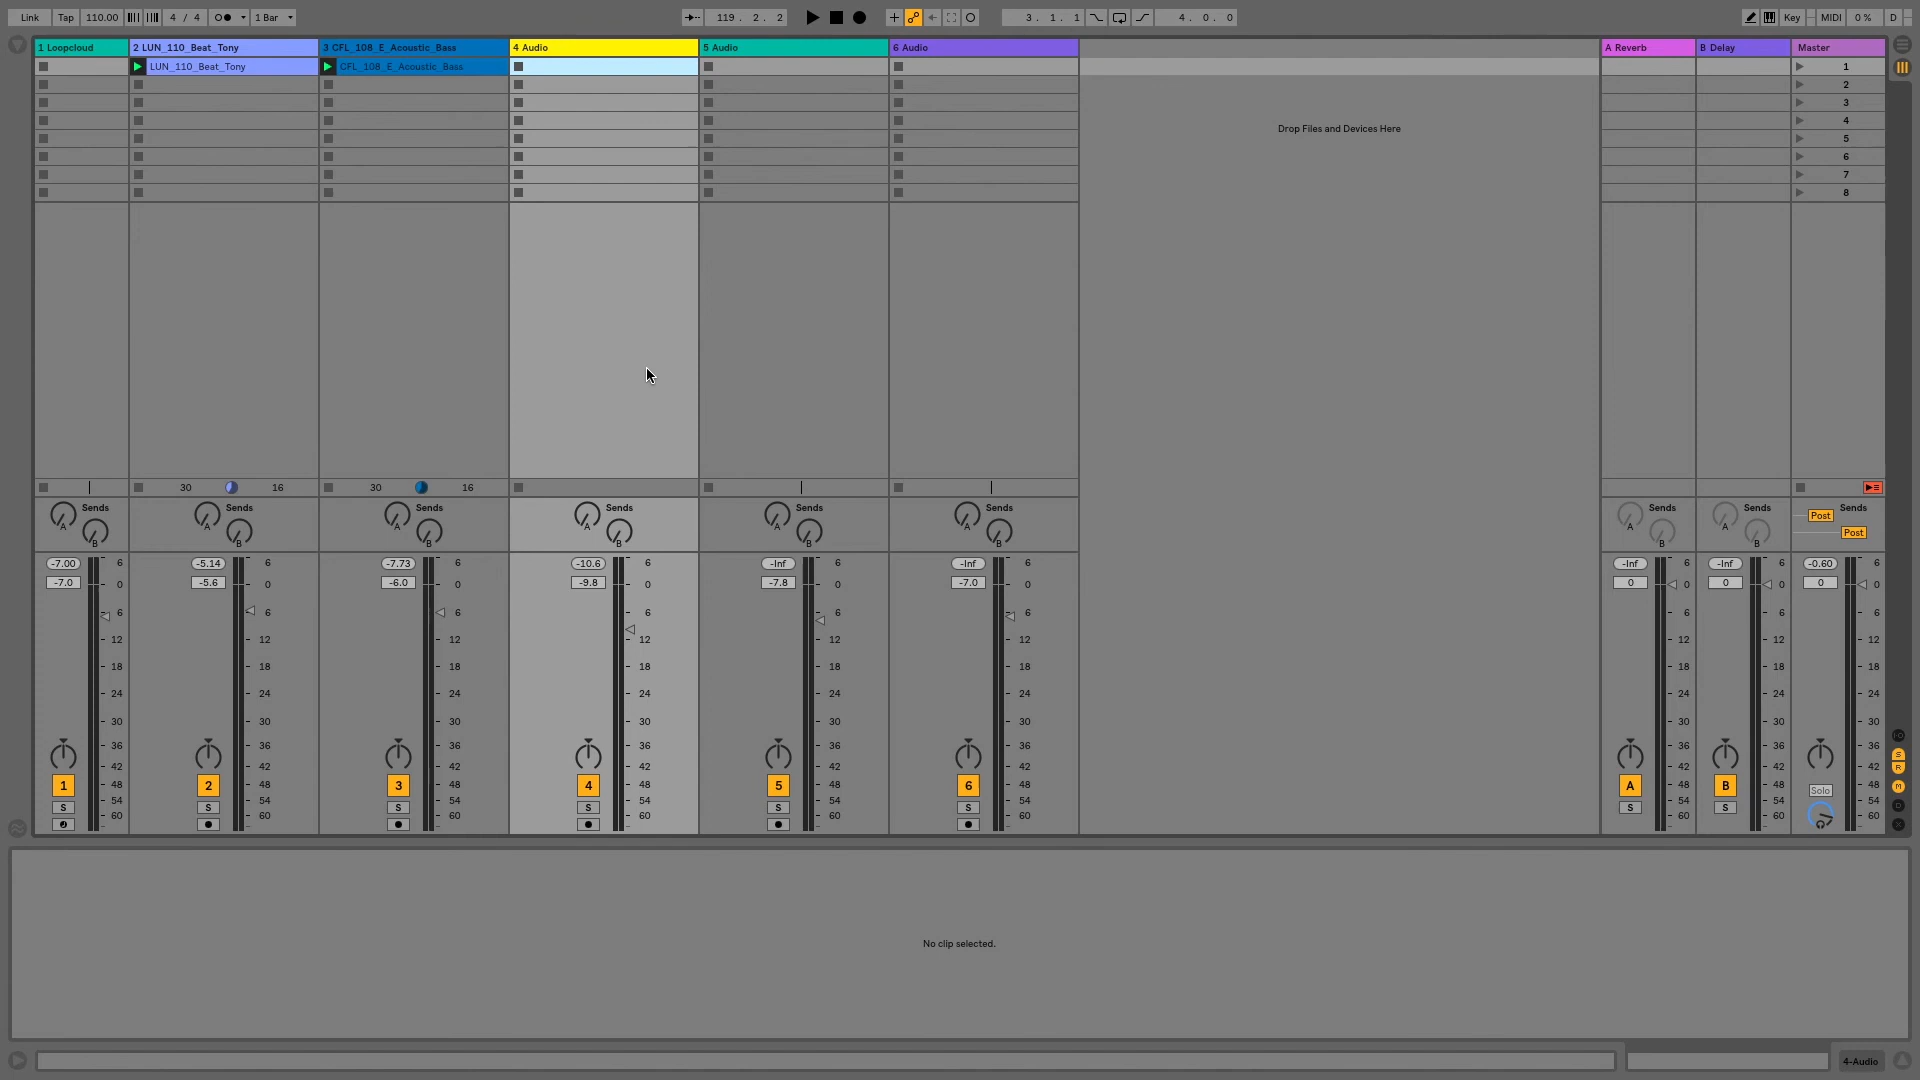 Link Tap 110.00 4 / 4 1 Bar 119 . 2 . 2 3 . 1 . 1 4 . 0 . 0 Key MIDI 0 % D
1 Loopcloud 2 LUN_110_Beat_Tony 3 CFL_108_E_Acoustic_Bass 4 Audio 5 Audio 6 Audio A Reverb B Delay Master
LUN_110_Beat_Tony CFL_108_E_Acoustic_Bass 1
2
3
Drop Files and Devices Here
4
5
6
7
8
30 16 30 16
Sends Sends Sends Sends Sends Sends Sends Sends Sends
A A A A A A A A Post
B B B B B B B B Post
-7.00 6 -5.14 6 -7.73 6 -10.6 6 -Inf 6 -Inf 6 -Inf 6 -Inf 6 -0.60 6
-7.0 0 -5.6 0 -6.0 0 -9.8 0 -7.8 0 -7.0 0 0 0 0 0 0 0
6 6 6 6 6 6 6 6 6
12 12 12 12 12 12 12 12 12
18 18 18 18 18 18 18 18 18
24 24 24 24 24 24 24 24 24
30 30 30 30 30 30 30 30 30
36 36 36 36 36 36 36 36 36
42 42 42 42 42 42 42 42 42
1 48 2 48 3 48 4 48 5 48 6 48 A 48 B 48 Solo 48
54 54 54 54 54 54 54 54 54
S 60 S 60 S 60 S 60 S 60 S 60 S 60 S 60 60
S
R
M
D
X
No clip selected.
4-Audio